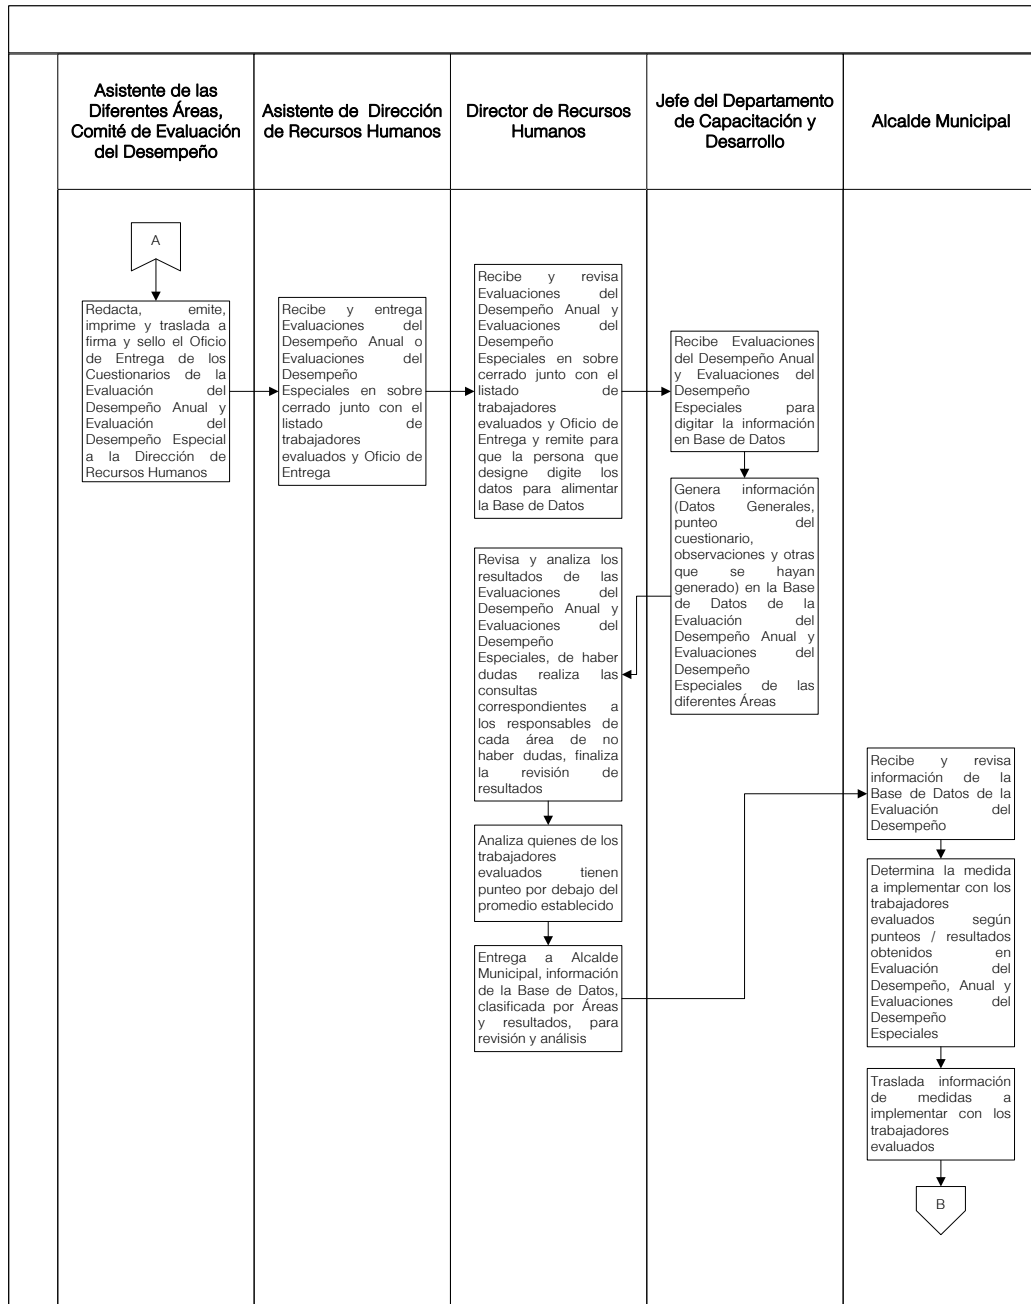 Asistente de las
Diferentes Áreas,
Comité de Evaluación
del Desempeño
Asistente de Dirección
de Recursos Humanos
Director de Recursos
Humanos
Jefe del Departamento
de Capacitación y
Desarrollo
Alcalde Municipal
A
Redacta, emite,
imprime y traslada a
firma y sello el Oficio
de Entrega de los
Cuestionarios de la
Evaluación del
Desempeño Anual y
Evaluación del
Desempeño Especial
a la Dirección de
Recursos Humanos
Recibe y entrega
Evaluaciones del
Desempeño Anual o
Evaluaciones del
Desempeño
Especiales en sobre
cerrado junto con el
listado de
trabajadores
evaluados y Oficio de
Entrega
Recibe y revisa
Evaluaciones del
Desempeño Anual y
Evaluaciones del
Desempeño
Especiales en sobre
cerrado junto con el
listado de
trabajadores
evaluados y Oficio de
Entrega y remite para
que la persona que
designe digite los
datos para alimentar
la Base de Datos
Recibe Evaluaciones
del Desempeño Anual
y Evaluaciones del
Desempeño
Especiales para
digitar la información
en Base de Datos
Genera información
(Datos Generales,
punteo del
cuestionario,
observaciones y otras
que se hayan
generado) en la Base
de Datos de la
Evaluación del
Desempeño Anual y
Evaluaciones del
Desempeño
Especiales de las
diferentes Áreas
Revisa y analiza los
resultados de las
Evaluaciones del
Desempeño Anual y
Evaluaciones del
Desempeño
Especiales, de haber
dudas realiza las
consultas
correspondientes a
los responsables de
cada área de no
haber dudas, finaliza
la revisión de
resultados
Analiza quienes de los
trabajadores
evaluados tienen
punteo por debajo del
promedio establecido
Entrega a Alcalde
Municipal, información
de la Base de Datos,
clasificada por Áreas
y resultados, para
revisión y análisis
Recibe y revisa
información de la
Base de Datos de la
Evaluación del
Desempeño
Determina la medida
a implementar con los
trabajadores
evaluados según
punteos / resultados
obtenidos en
Evaluación del
Desempeño, Anual y
Evaluaciones del
Desempeño
Especiales
Traslada información
de medidas a
implementar con los
trabajadores
evaluados
B